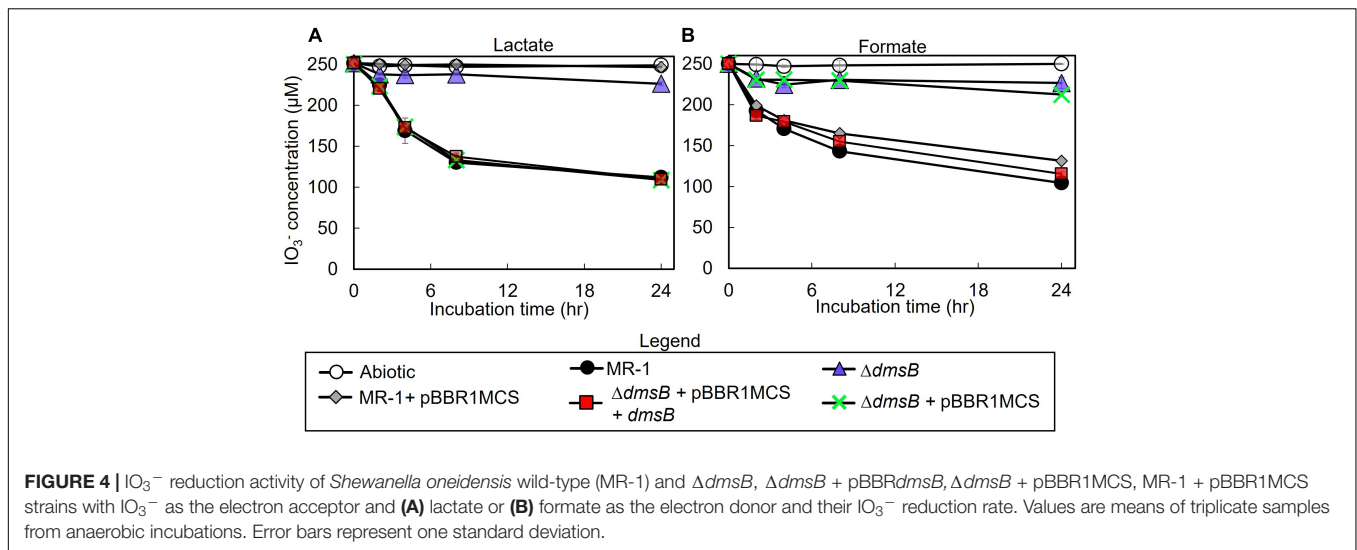 A
Lactate
B
Formate
IO3- concentration (µM)
250
200
150
100
50
0
0 6 12 18 24
Incubation time (hr)
250
200
150
100
50
0
0 6 12 18 24
Incubation time (hr)
Legend
Abiotic
MR-1
ΔdmsB
MR-1+ pBBR1MCS
ΔdmsB + pBBR1MCS
+ dmsB
ΔdmsB + pBBR1MCS
FIGURE 4 | IO3− reduction activity of Shewanella oneidensis wild-type (MR-1) and ΔdmsB, ΔdmsB + pBBRdmsB,ΔdmsB + pBBR1MCS, MR-1 + pBBR1MCS
strains with IO3− as the electron acceptor and (A) lactate or (B) formate as the electron donor and their IO3− reduction rate. Values are means of triplicate samples
from anaerobic incubations. Error bars represent one standard deviation.